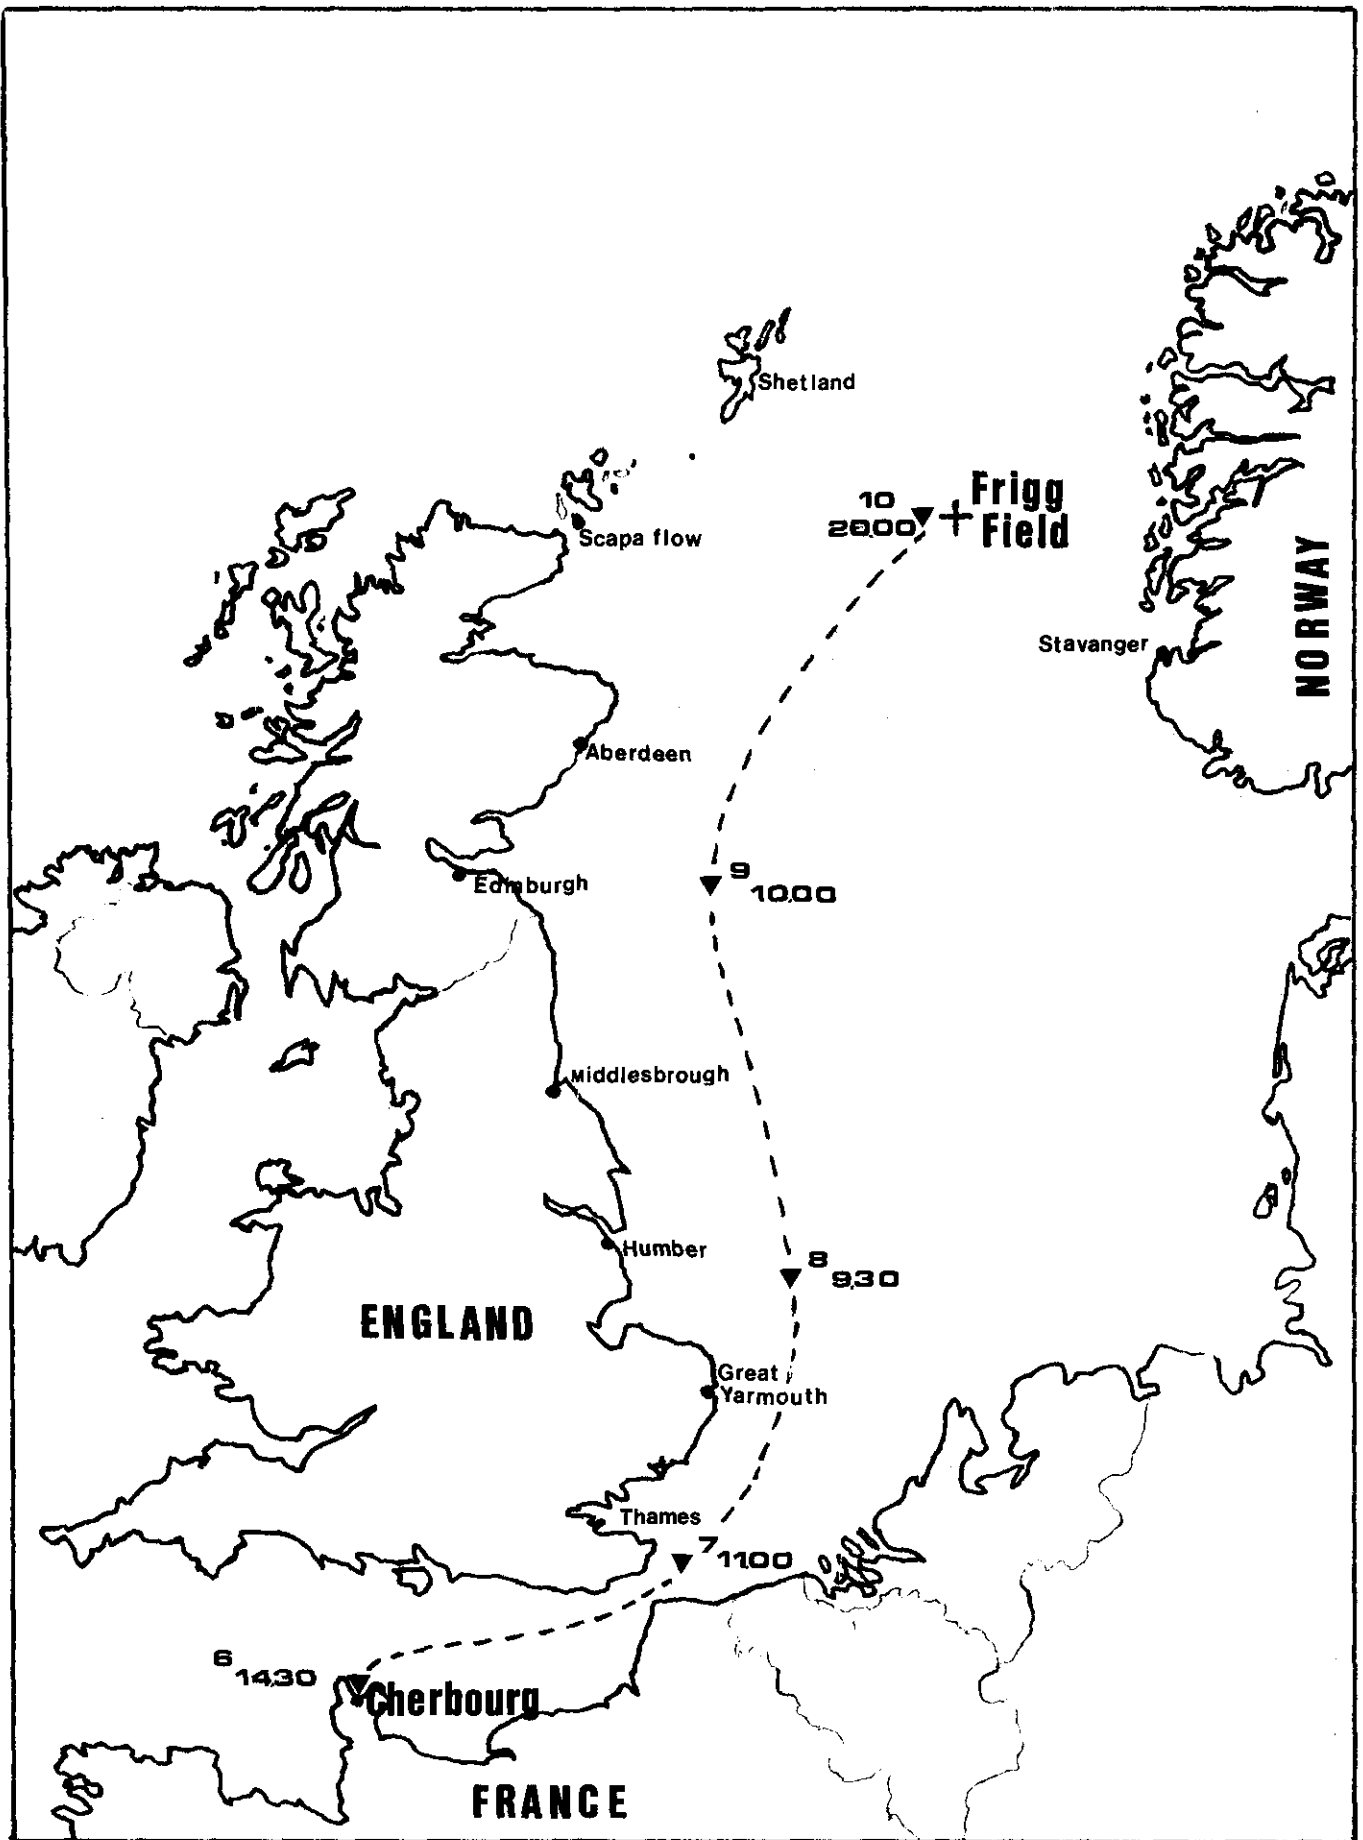 Shetland
10
20.00
Frigg
Field
Scapa flow
NORWAY
Stavanger
Aberdeen
9
10.00
Edinburgh
Middlesbrough
Humber
8
9.30
ENGLAND
Great
Yarmouth
Thames
7
11.00
6
14.30
Cherbourg
FRANCE